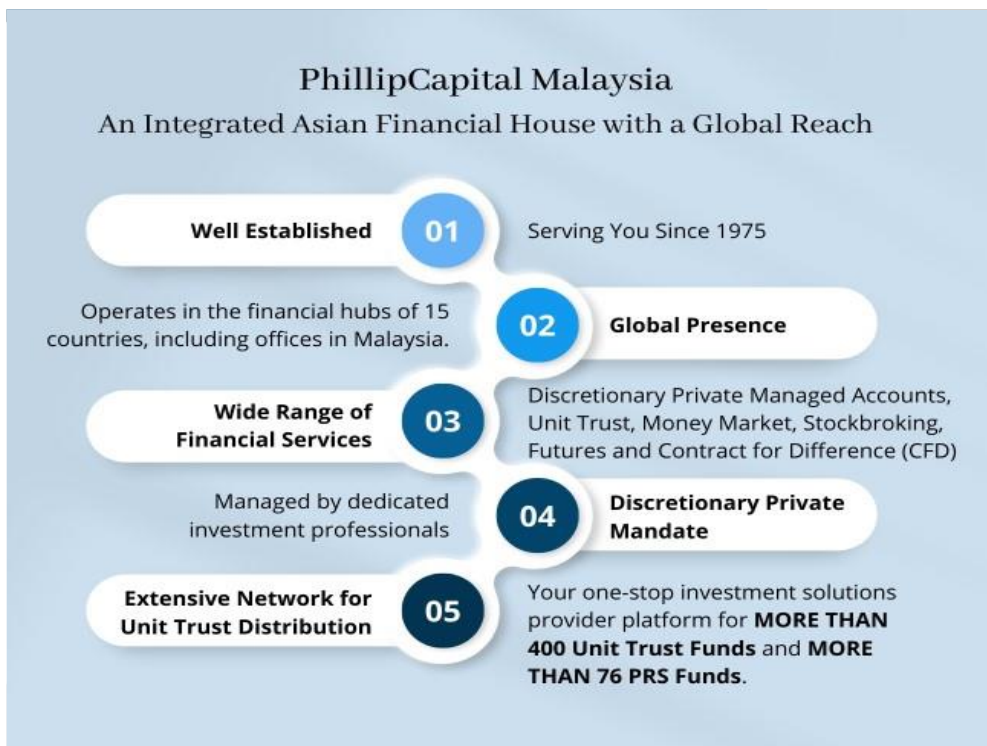 PhillipCapital Malaysia
An Integrated Asian Financial House with a Global Reach
Well Established
01
Serving You Since 1975
Operates in the financial hubs of 15
countries, including offices in Malaysia.
02
Global Presence
Wide Range of
Financial Services
03
Discretionary Private Managed Accounts,
Unit Trust, Money Market, Stockbroking,
Futures and Contract for Difference (CFD)
Managed by dedicated
investment professionals
04
Discretionary Private
Mandate
Extensive Network for
Unit Trust Distribution
05
Your one-stop investment solutions
provider platform for MORE THAN
400 Unit Trust Funds and MORE
THAN 76 PRS Funds.